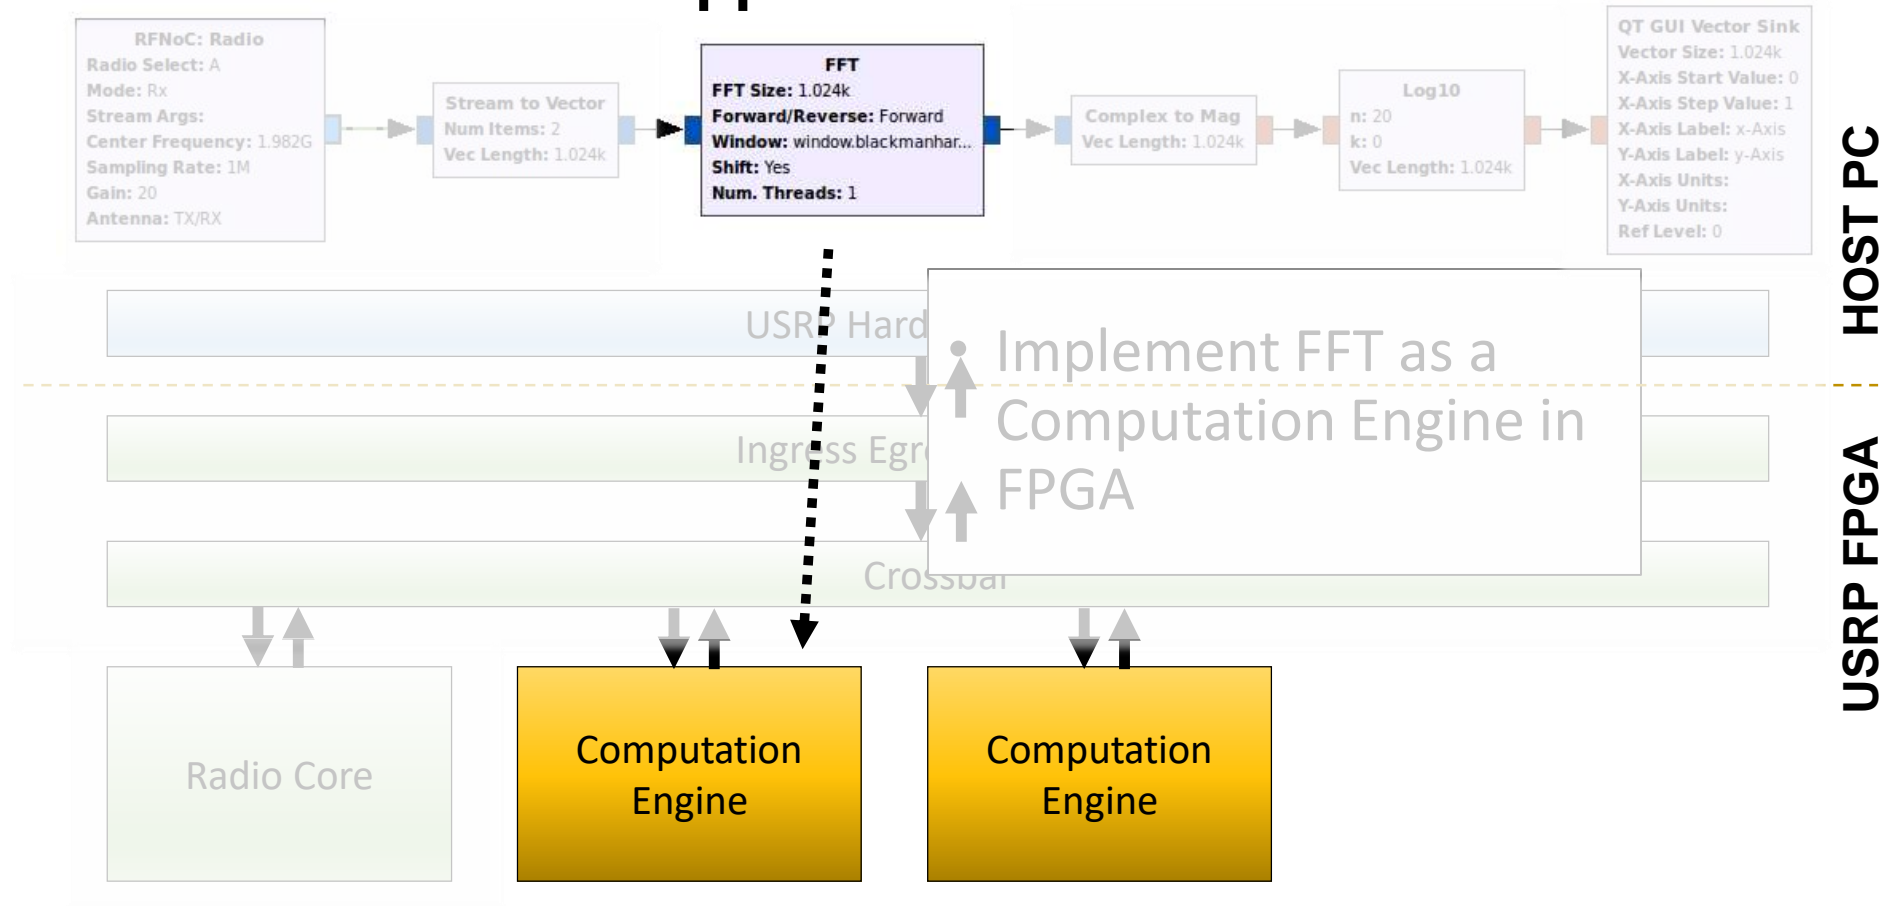 RFNoC: Radio
Radio Select: A
Mode: Rx
Stream Args:
Center Frequency: 1.982G
Sampling Rate: 1M
Gain: 20
Antenna: TX/RX
Stream to Vector
Num Items: 2
Vec Length: 1.024k
FFT
FFT Size: 1.024k
Forward/Reverse: Forward
Window: window.blackmanhar...
Shift: Yes
Num. Threads: 1
Complex to Mag
Vec Length: 1.024k
Log10
n: 20
k: 0
Vec Length: 1.024k
QT GUI Vector Sink
Vector Size: 1.024k
X-Axis Start Value: 0
X-Axis Step Value: 1
X-Axis Label: x-Axis
Y-Axis Label: y-Axis
X-Axis Units:
Y-Axis Units:
Ref Level: 0
HOST PC
USRP Hard
• Implement FFT as a
Computation Engine in
FPGA
Ingress Egr
Crossbar
USRP FPGA
Radio Core
Computation
Engine
Computation
Engine